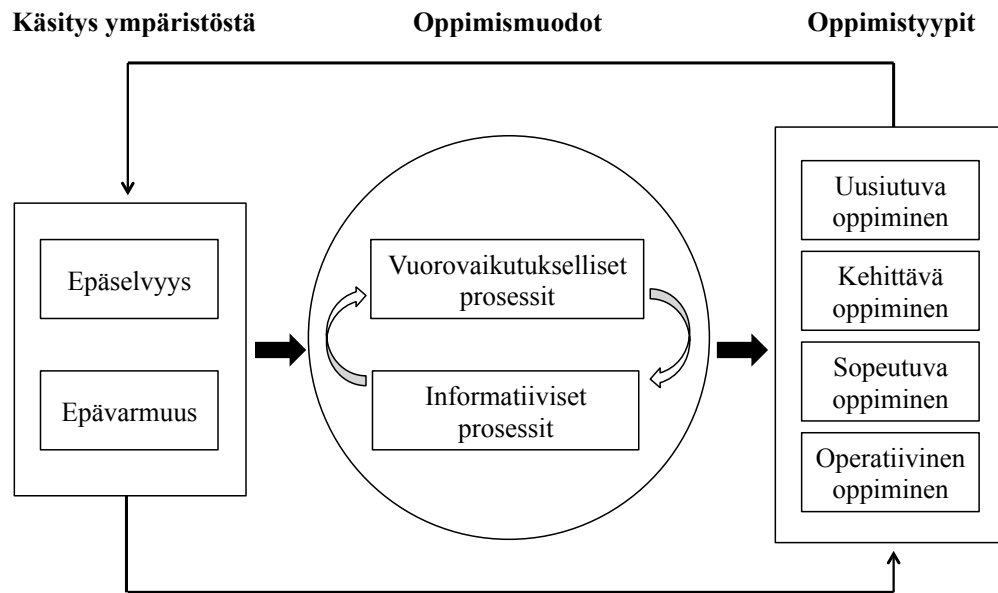 Käsitys ympäristöstä
Oppimismuodot
Oppimistyypit
Epäselvyys
Epävarmuus
Vuorovaikutukselliset
prosessit
Informatiiviset
prosessit
Uusiutuva
oppiminen
Kehittävä
oppiminen
Sopeutuva
oppiminen
Operatiivinen
oppiminen